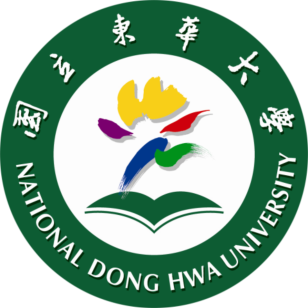 國立東華大學
NATIONAL DONG HWA UNIVERSITY